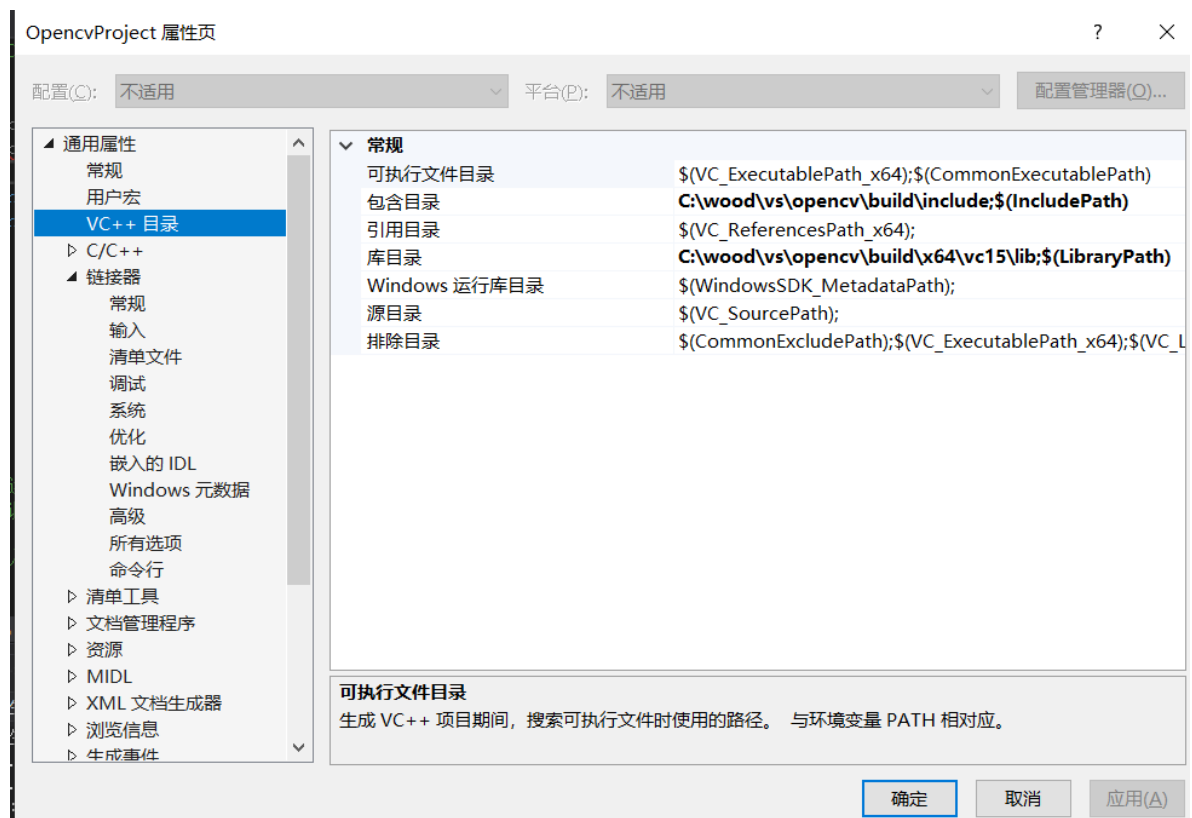 OpencvProject 属性页
配置(C): 不适用 平台(P): 不适用 配置管理器(O)...
通用属性
常规
用户宏
VC++ 目录
C/C++
链接器
常规
输入
清单文件
调试
系统
优化
嵌入的 IDL
Windows 元数据
高级
所有选项
命令行
清单工具
文档管理程序
资源
MIDL
XML 文档生成器
浏览信息
生成事件
常规
可执行文件目录 $(VC_ExecutablePath_x64);$(CommonExecutablePath)
包含目录 C:\wood\vs\opencv\build\include;$(IncludePath)
引用目录 $(VC_ReferencesPath_x64);
库目录 C:\wood\vs\opencv\build\x64\vc15\lib;$(LibraryPath)
Windows 运行库目录 $(WindowsSDK_MetadataPath);
源目录 $(VC_SourcePath);
排除目录 $(CommonExcludePath);$(VC_ExecutablePath_x64);$(VC_L
可执行文件目录
生成 VC++ 项目期间，搜索可执行文件时使用的路径。 与环境变量 PATH 相对应。
确定 取消 应用(A)